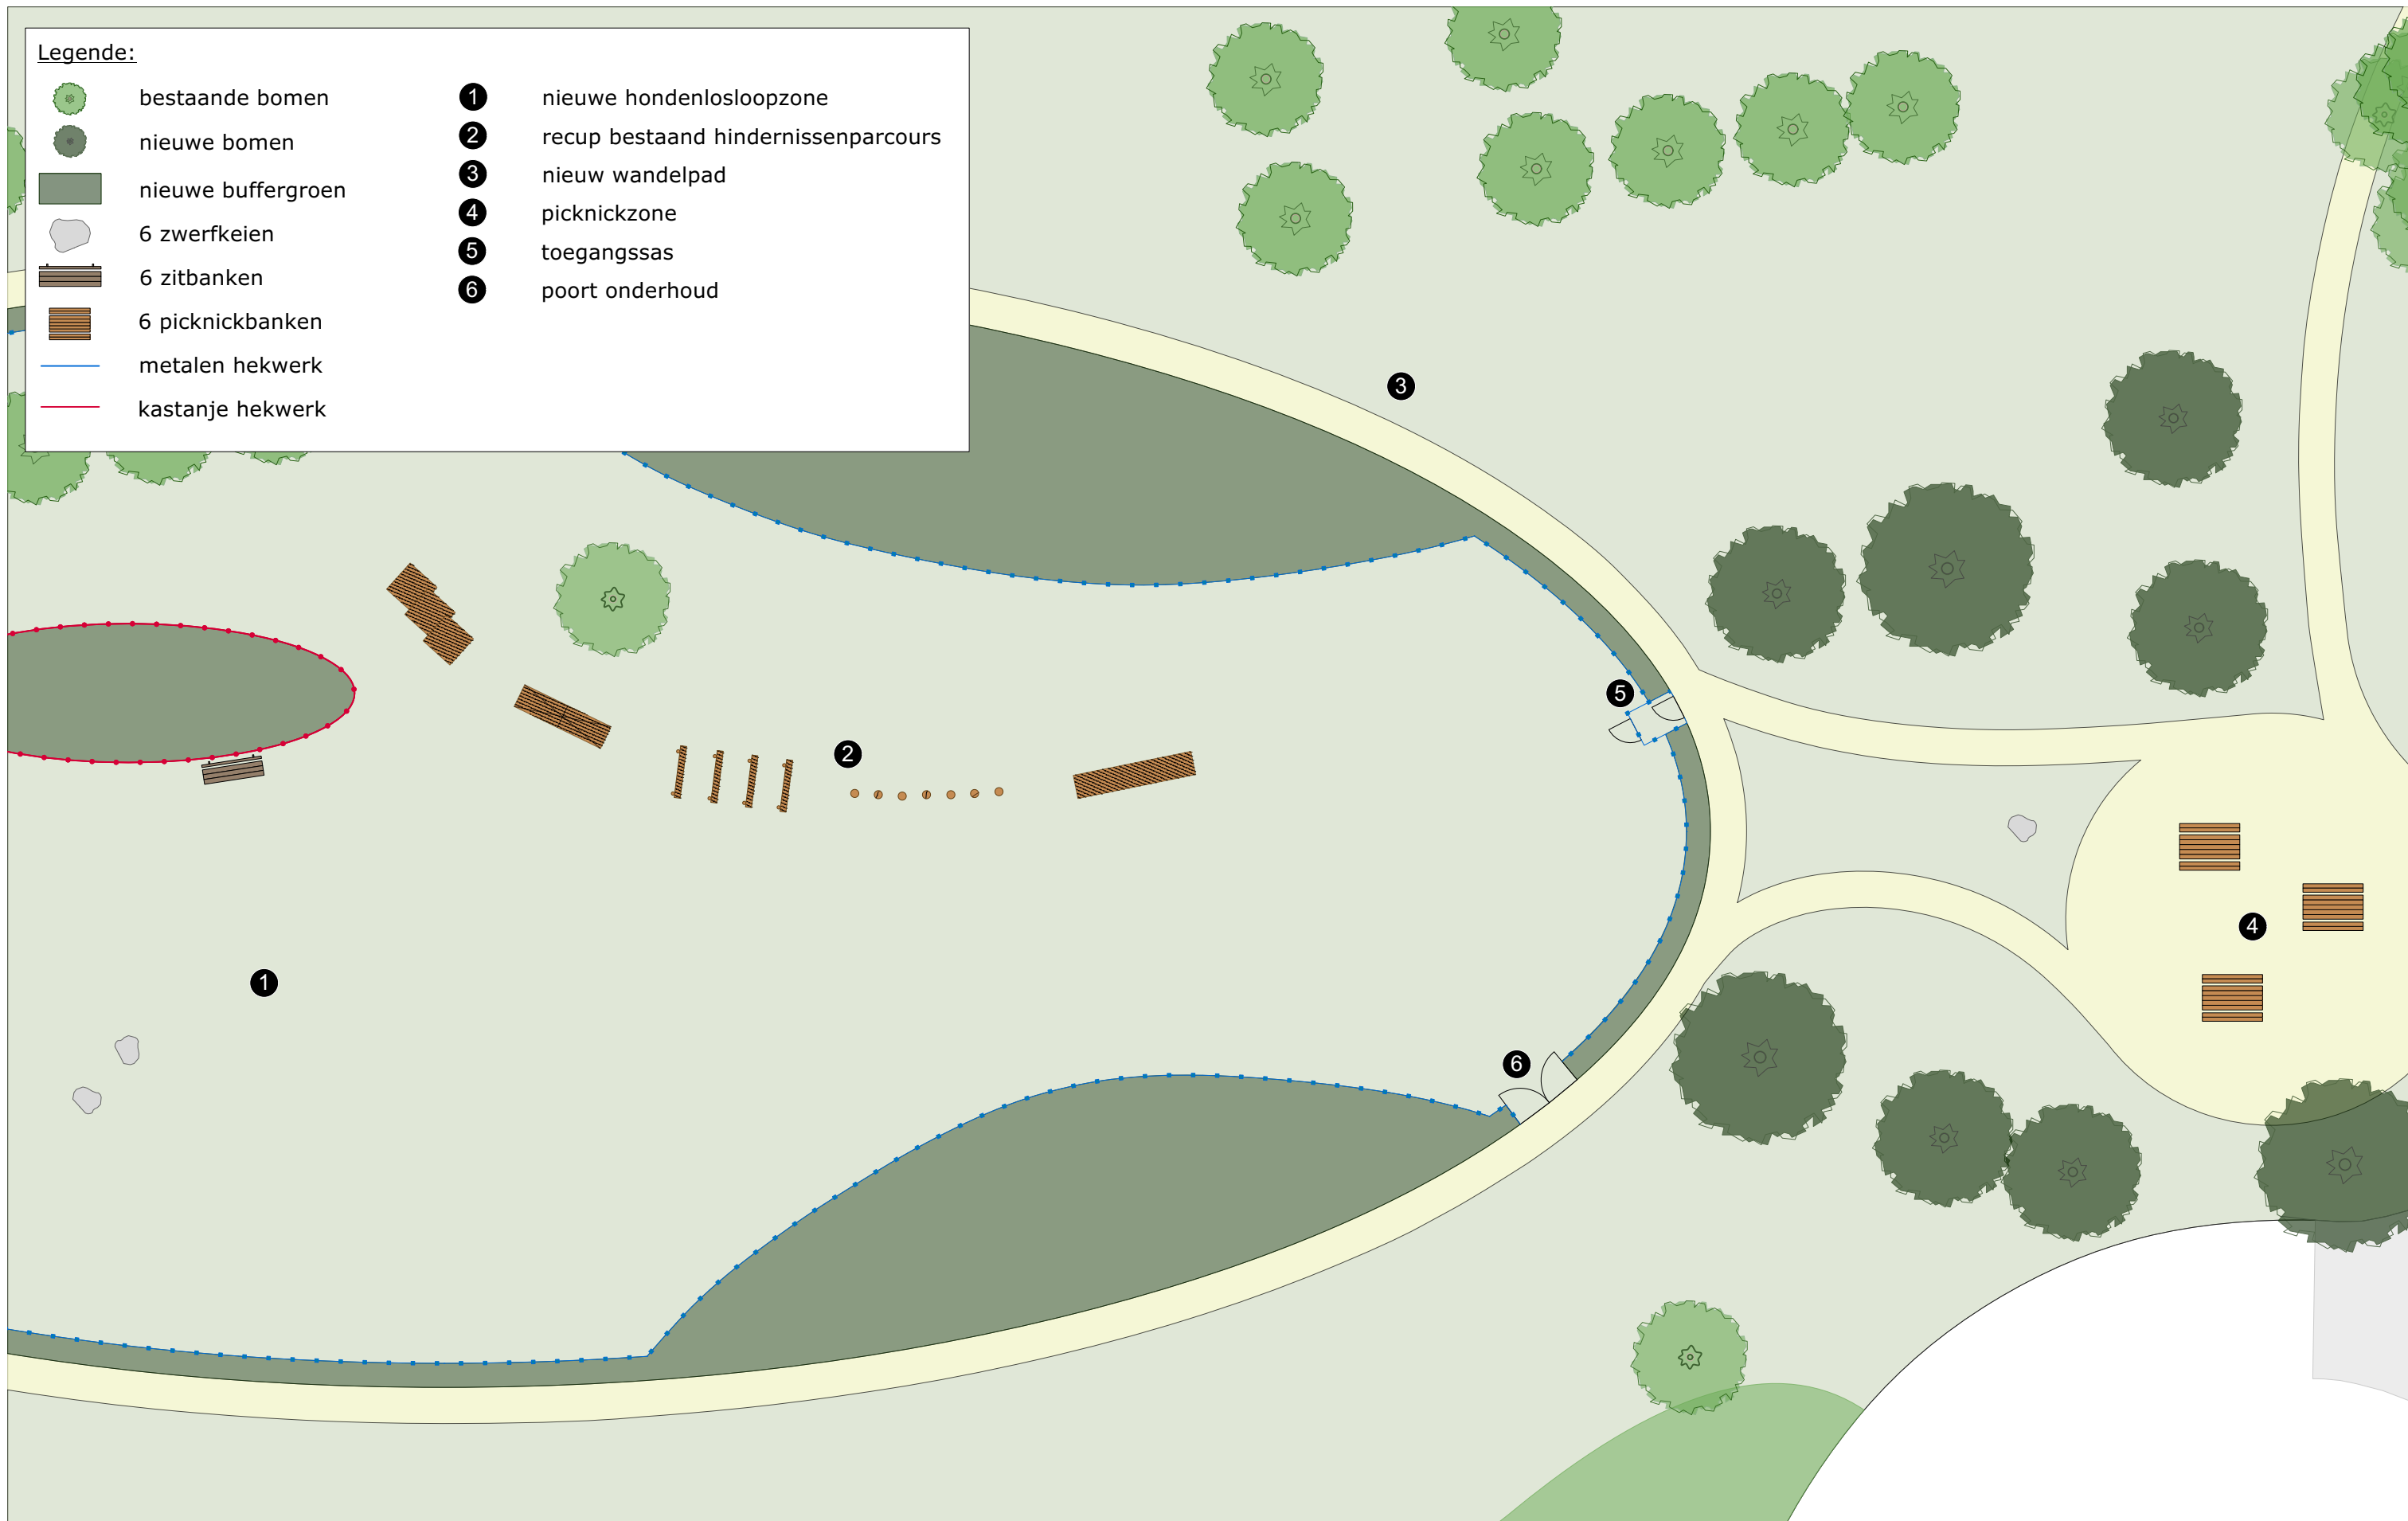 Legende:
bestaande bomen
nieuwe bomen
nieuwe buffergroen
6 zwerfkeien
6 zitbanken
6 picknickbanken
metalen hekwerk
kastanje hekwerk
1 nieuwe hondenlosloopzone
2 recup bestaand hindernissenparcours
3 nieuw wandelpad
4 picknickzone
5 toegangssas
6 poort onderhoud
3
5
2
4
1
6